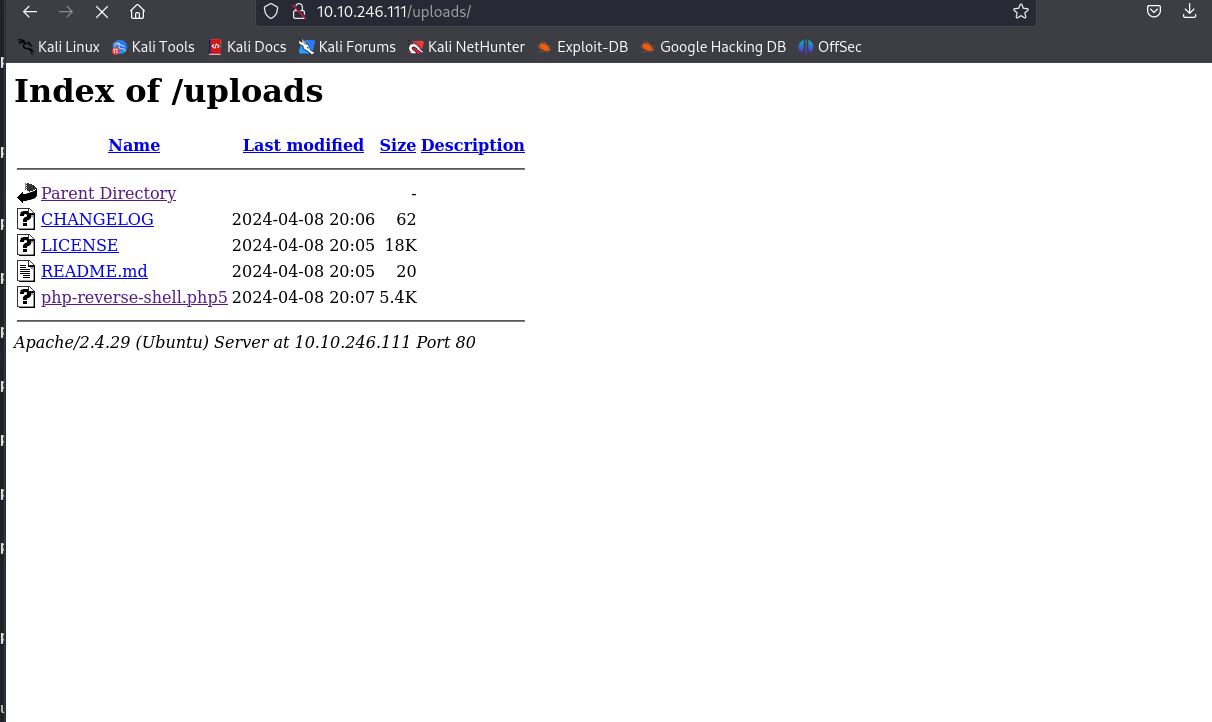 10.10.246.111/uploads/
Kali Linux Kali Tools Kali Docs Kali Forums Kali NetHunter Exploit-DB Google Hacking DB OffSec
Index of /uploads
Name Last modified Size Description
Parent Directory -
CHANGELOG 2024-04-08 20:06 62
LICENSE 2024-04-08 20:05 18K
README.md 2024-04-08 20:05 20
php-reverse-shell.php5 2024-04-08 20:07 5.4K
Apache/2.4.29 (Ubuntu) Server at 10.10.246.111 Port 80